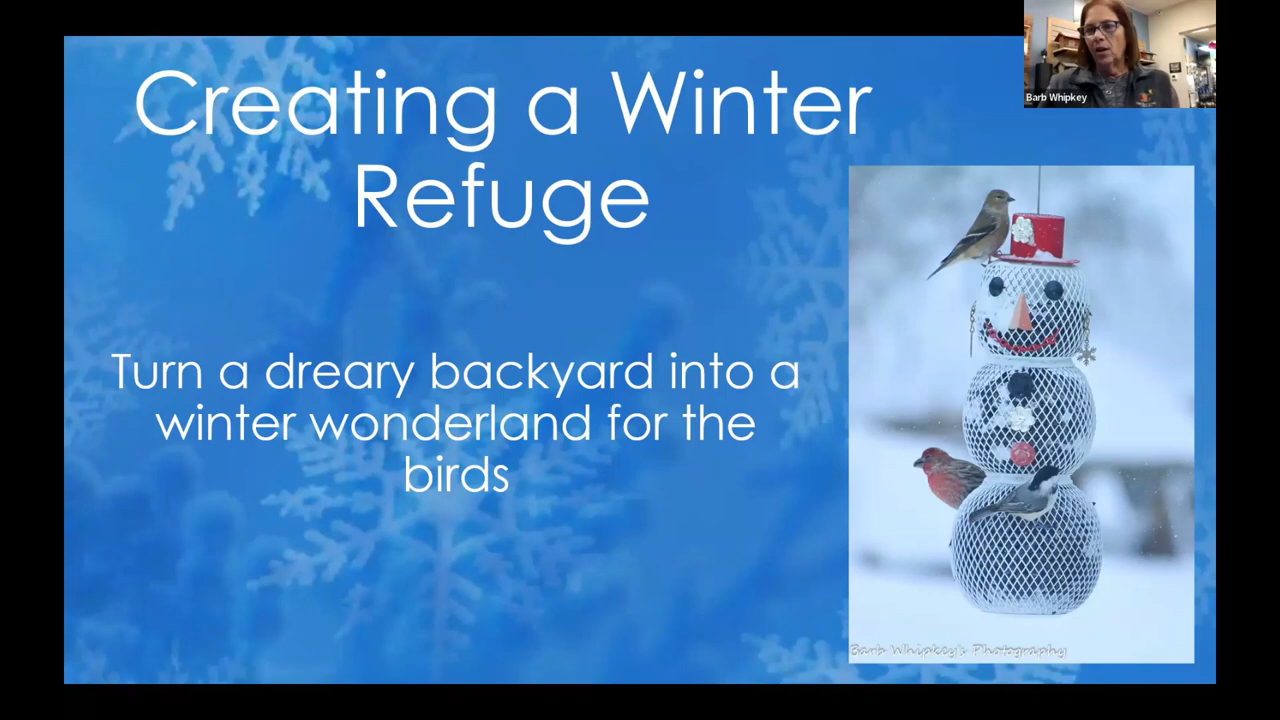 Barb Whipkey
Creating a Winter
Refuge
Turn a dreary backyard into a
winter wonderland for the
birds
Barb Whipkey's Photography